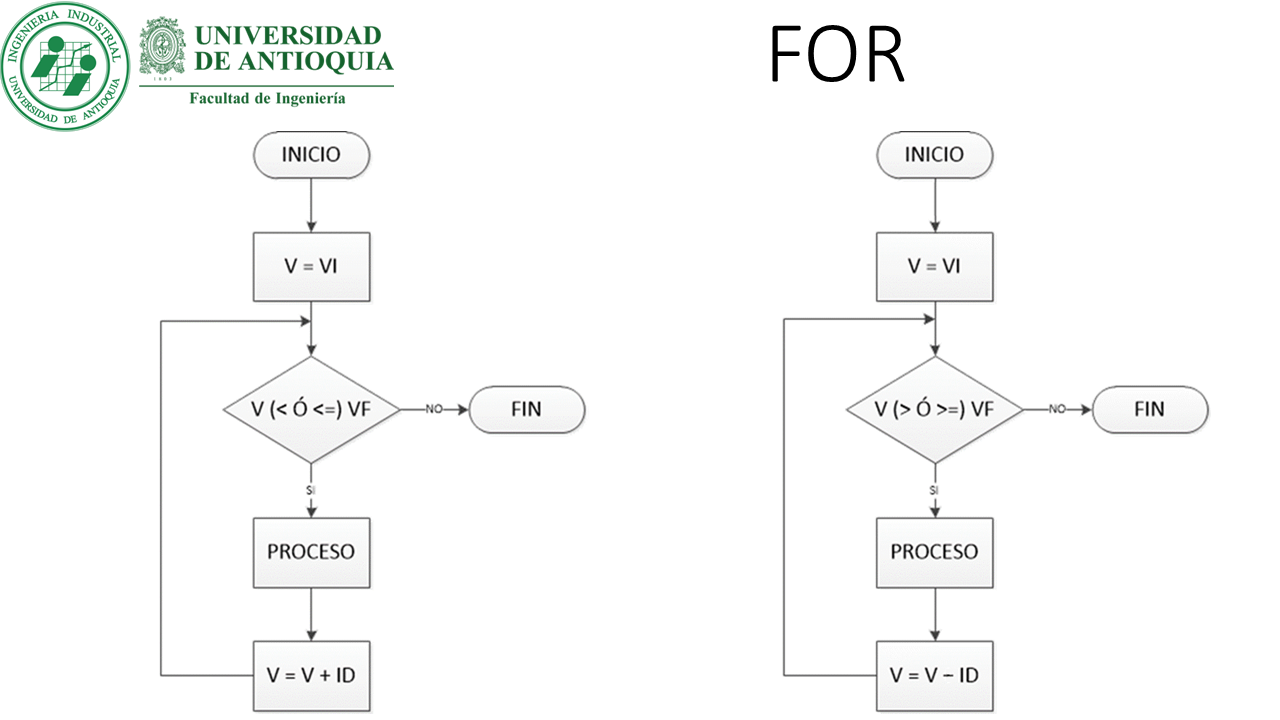 INGENIERIA INDUSTRIAL
UNIVERSIDAD DE ANTIOQUIA
UNIVERSIDAD
DE ANTIOQUIA
1803
Facultad de Ingeniería
FOR
INICIO
V = VI
V (< Ó <=) VF
NO
FIN
SI
PROCESO
V = V + ID
INICIO
V = VI
V (> Ó >=) VF
NO
FIN
SI
PROCESO
V = V – ID